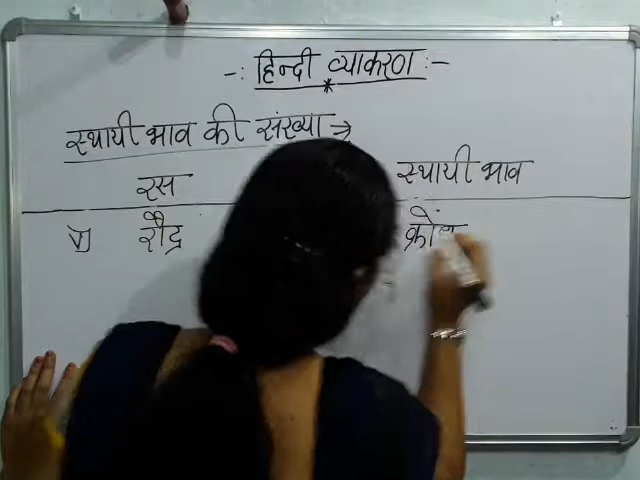 -: हिन्दी व्याकरण :-
स्थायी भाव की संख्या →
रस स्थायी भाव
रौद्र